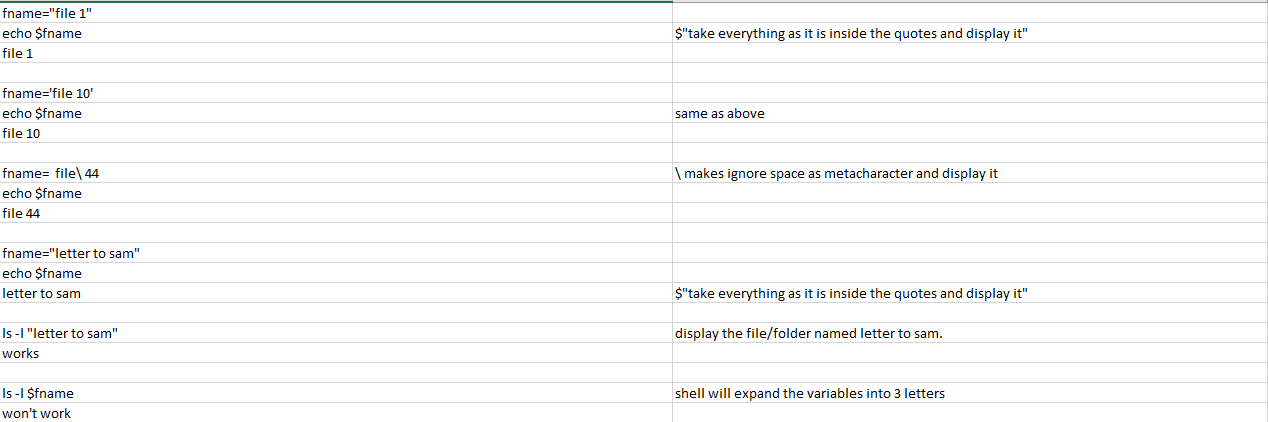 fname="file 1"
echo $fname $"take everything as it is inside the quotes and display it"
file 1
fname='file 10'
echo $fname same as above
file 10
fname= file\ 44 \ makes ignore space as metacharacter and display it
echo $fname
file 44
fname="letter to sam"
echo $fname
letter to sam $"take everything as it is inside the quotes and display it"
ls -l "letter to sam" display the file/folder named letter to sam.
works
ls -l $fname shell will expand the variables into 3 letters
won't work